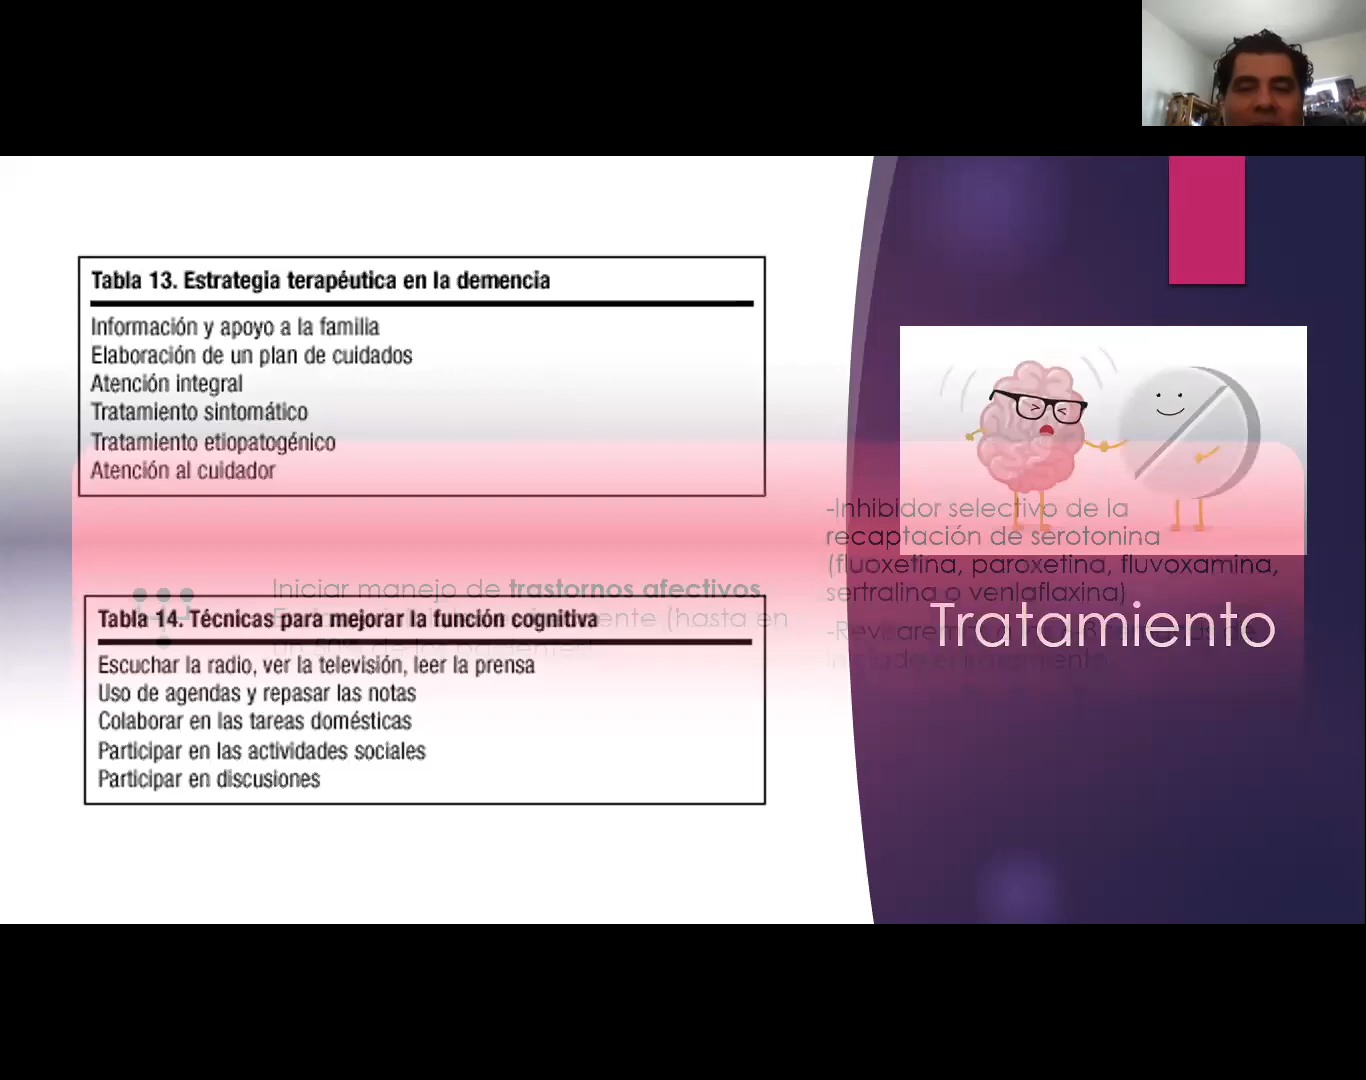 Tabla 13. Estrategia terapéutica en la demencia
Información y apoyo a la familia
Elaboración de un plan de cuidados
Atención integral
Tratamiento sintomático
Tratamiento etiopatogénico
Atención al cuidador
Iniciar manejo de trastornos afectivos
(hasta en
Tabla 14. Técnicas para mejorar la función cognitiva
Escuchar la radio, ver la televisión, leer la prensa
Uso de agendas y repasar las notas
Colaborar en las tareas domésticas
Participar en las actividades sociales
Participar en discusiones
-Inhibidor selectivo de la
recaptación de serotonina
(fluoxetina, paroxetina, fluvoxamina,
sertralina o venlaflaxina)
Tratamiento